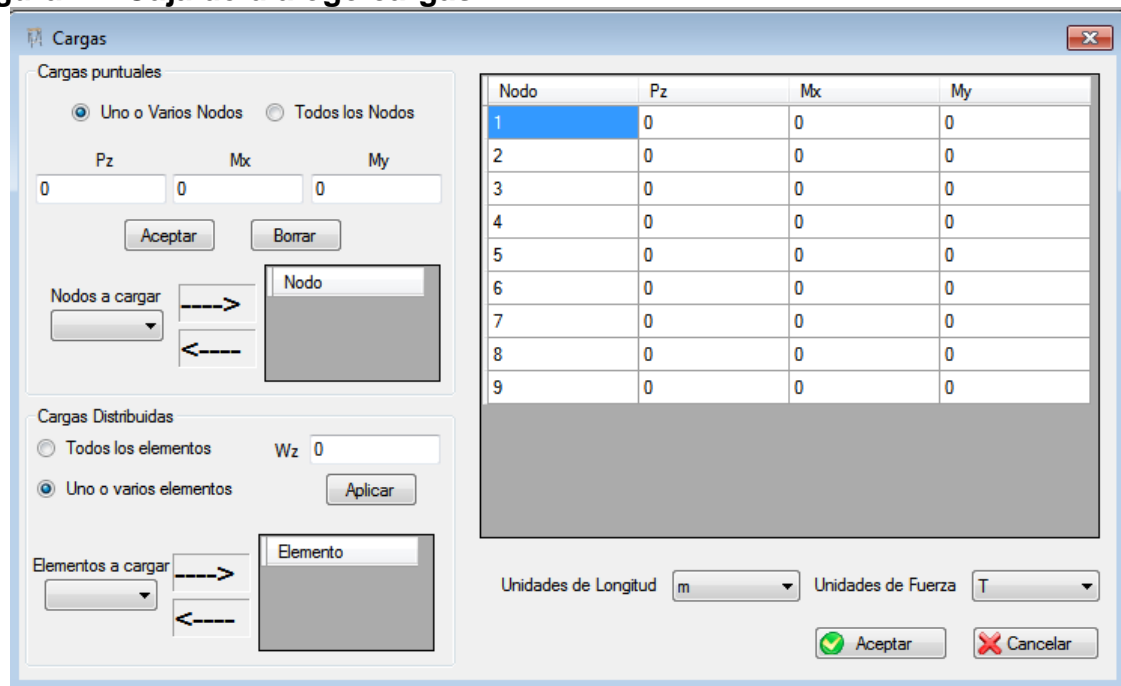 Cargas
Cargas puntuales
Uno o Varios Nodos Todos los Nodos
Pz Mx My
0 0 0
Aceptar Borrar
Nodos a cargar
---->
<----
Nodo
Cargas Distribuidas
Todos los elementos
Wz 0
Uno o varios elementos
Aplicar
Elementos a cargar
---->
<----
Elemento
Nodo Pz Mx My
1 0 0 0
2 0 0 0
3 0 0 0
4 0 0 0
5 0 0 0
6 0 0 0
7 0 0 0
8 0 0 0
9 0 0 0
Unidades de Longitud m Unidades de Fuerza T
Aceptar Cancelar